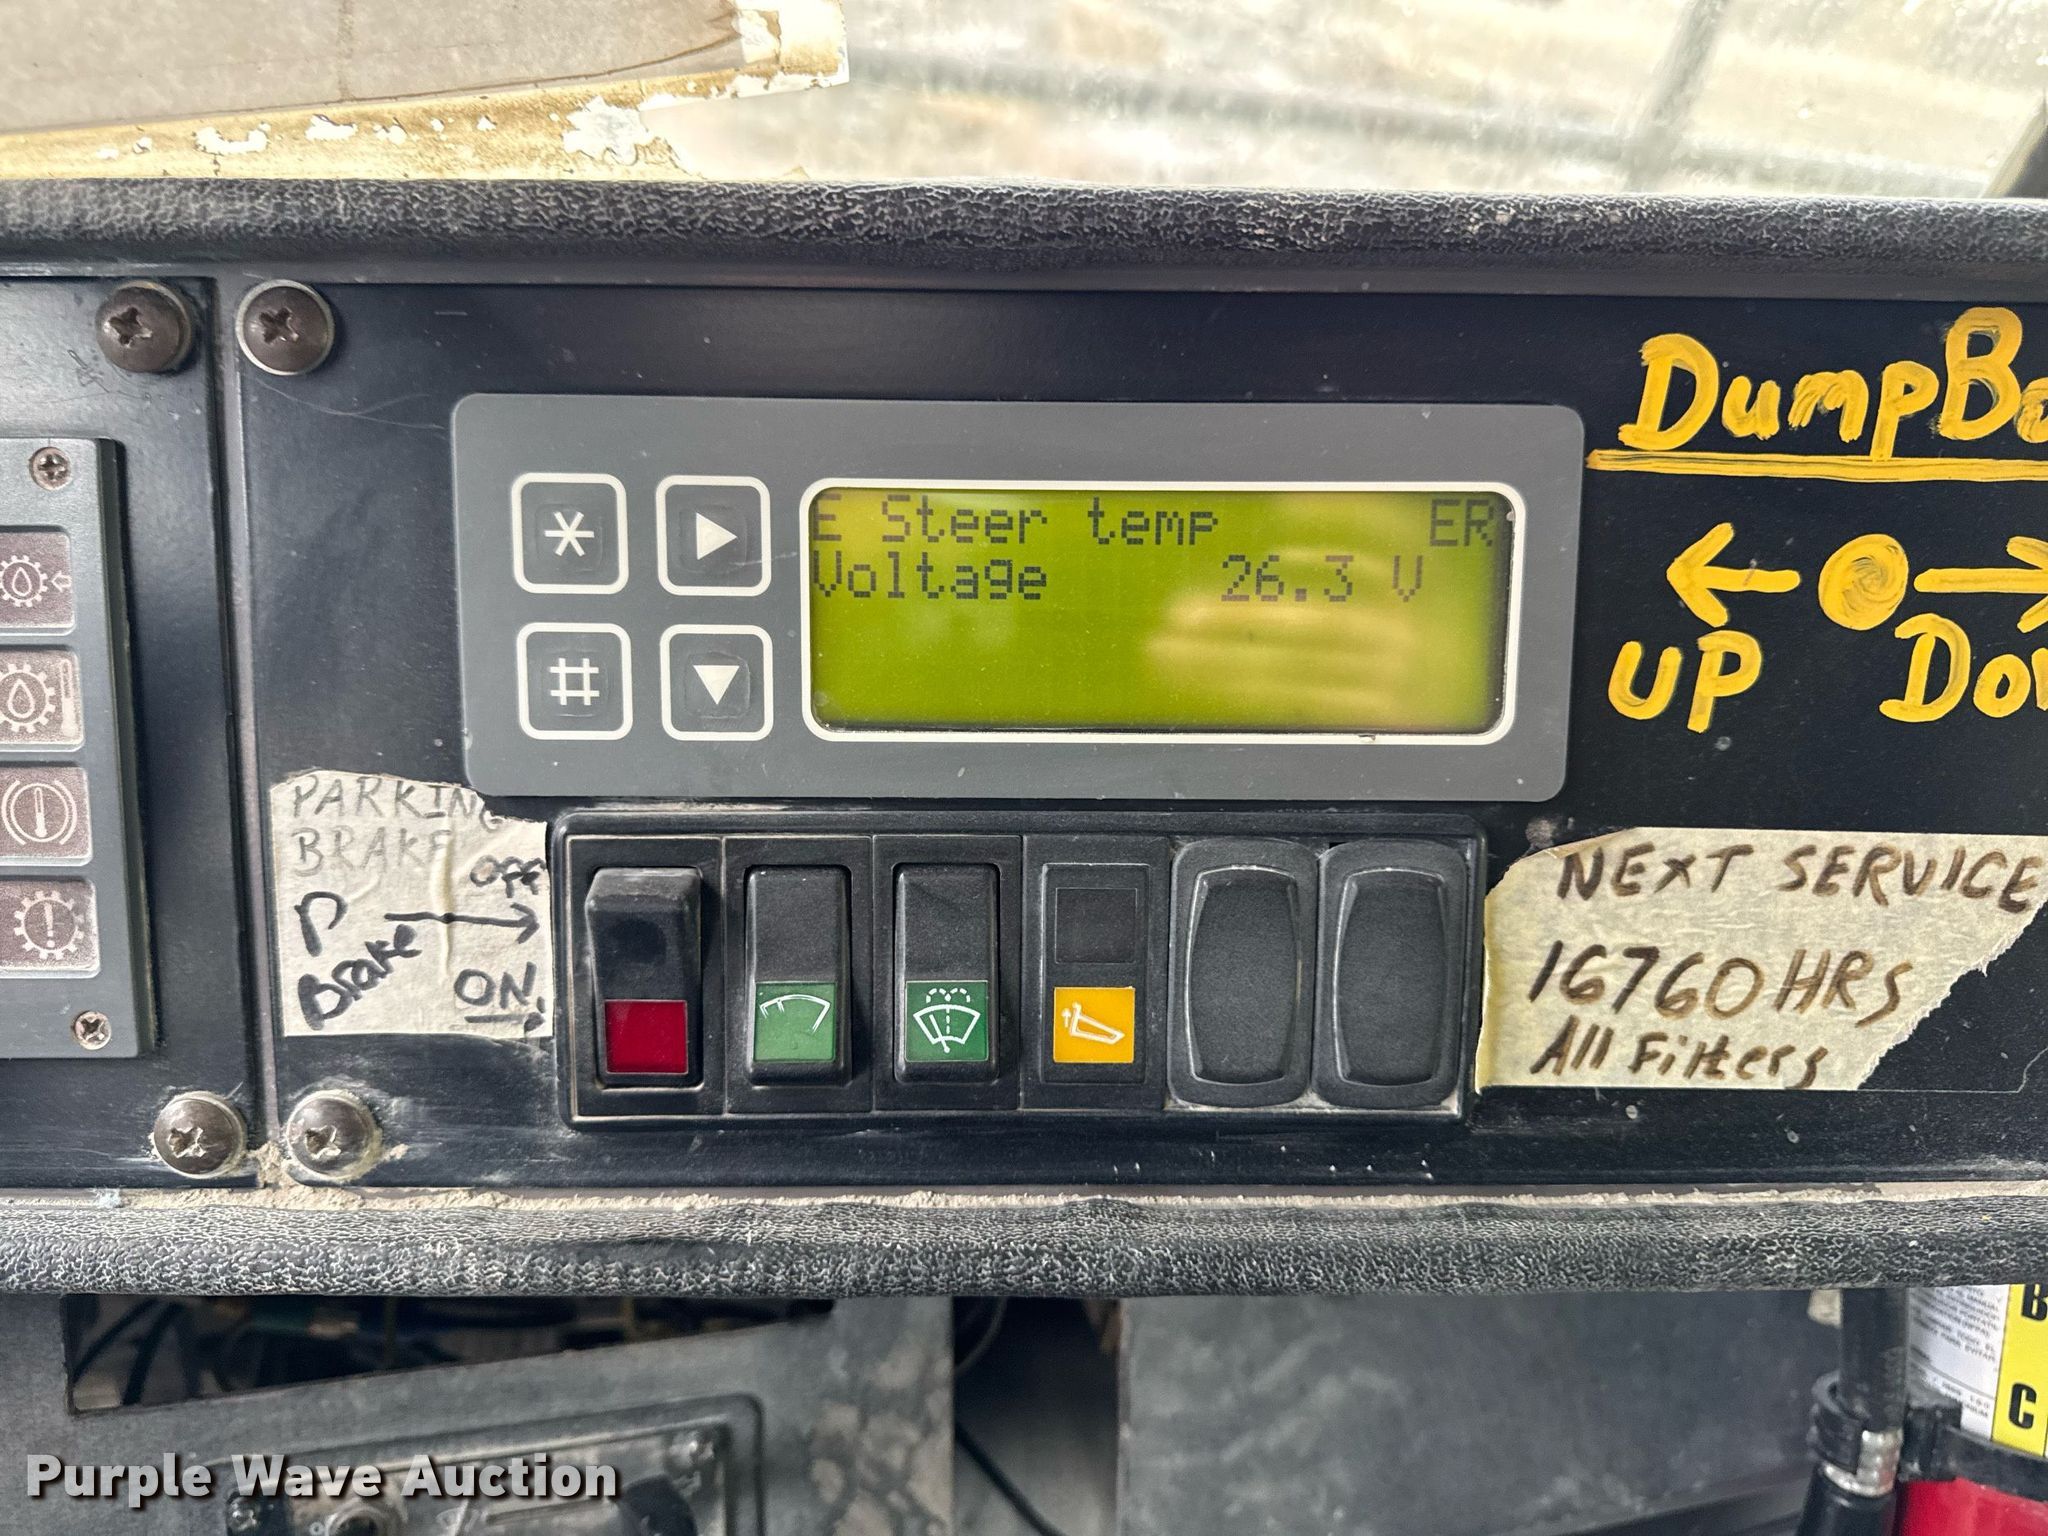 DumpBo
UP Dow
* E Steer temp ER
Voltage 26.3 V
#
PARKING
BRAKE
OFF
P
Brake
ON
NEXT SERVICE
16760 HRS
All Filters
B
C
Purple Wave Auction